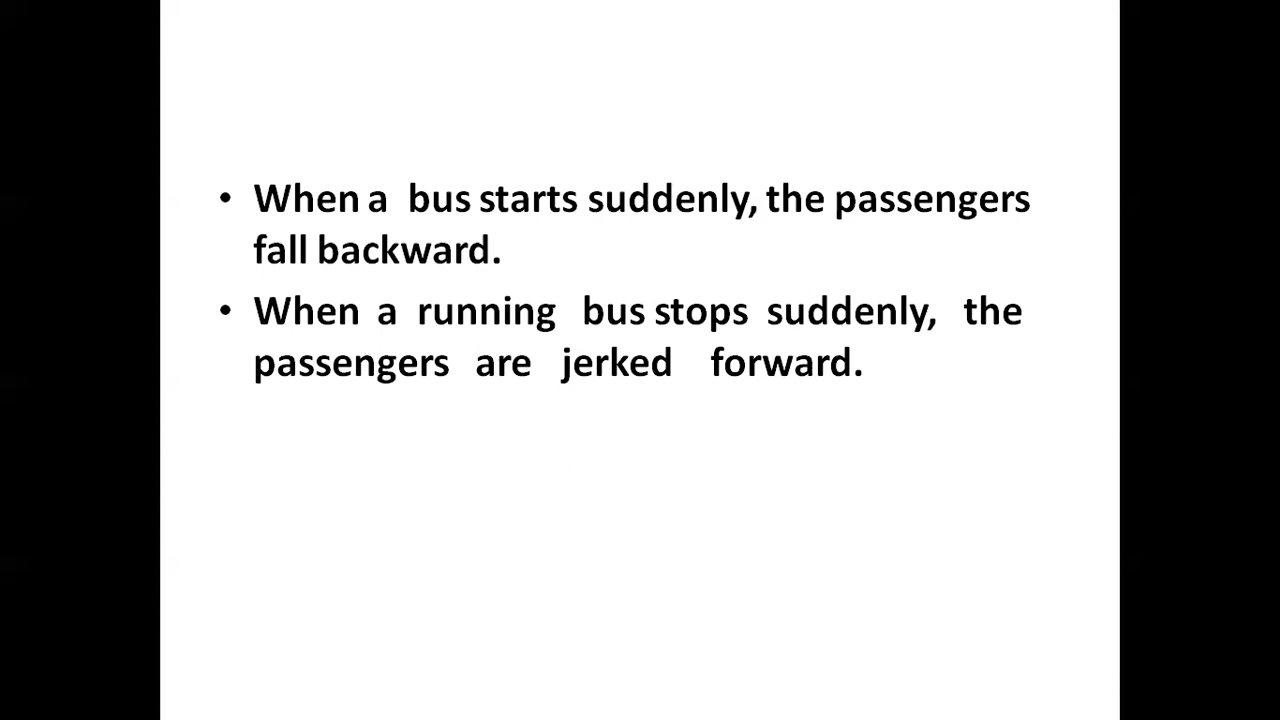 • When a bus starts suddenly, the passengers
fall backward.
• When a running bus stops suddenly, the
passengers are jerked forward.